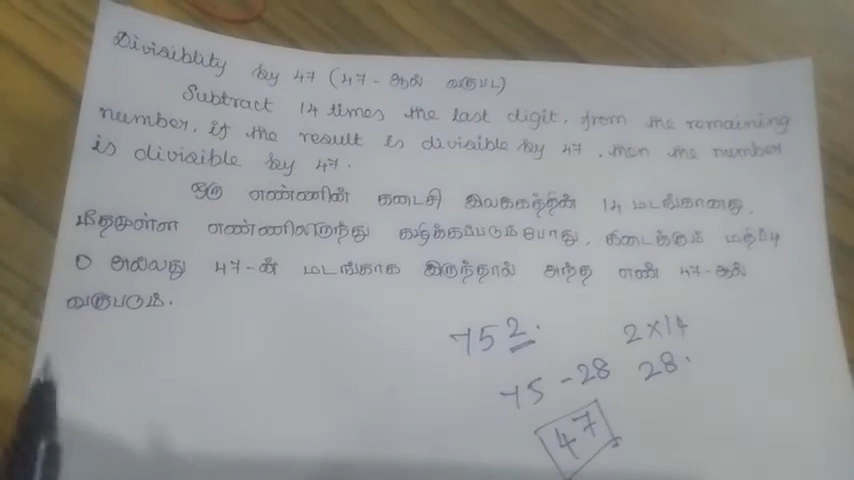 Divisiblity by 47 (47 - ஆல் வகுபட)
Subtract 14 times the last digit, from the remaining
number, if the result is divisible by 47, then the number
is divisible by 47.
ஒரு எண்ணின் கடைசி இலக்கத்தின் 14 மடங்கானது,
மீதமுள்ள எண்ணிலிருந்து கழிக்கப்படும்போது, கிடைக்கும் மதிப்பு
0 அல்லது 47-ன் மடங்காக இருந்தால் அந்த எண் 47-ஆல்
வகுபடும்.
752. 2×14
75-28 28.
47